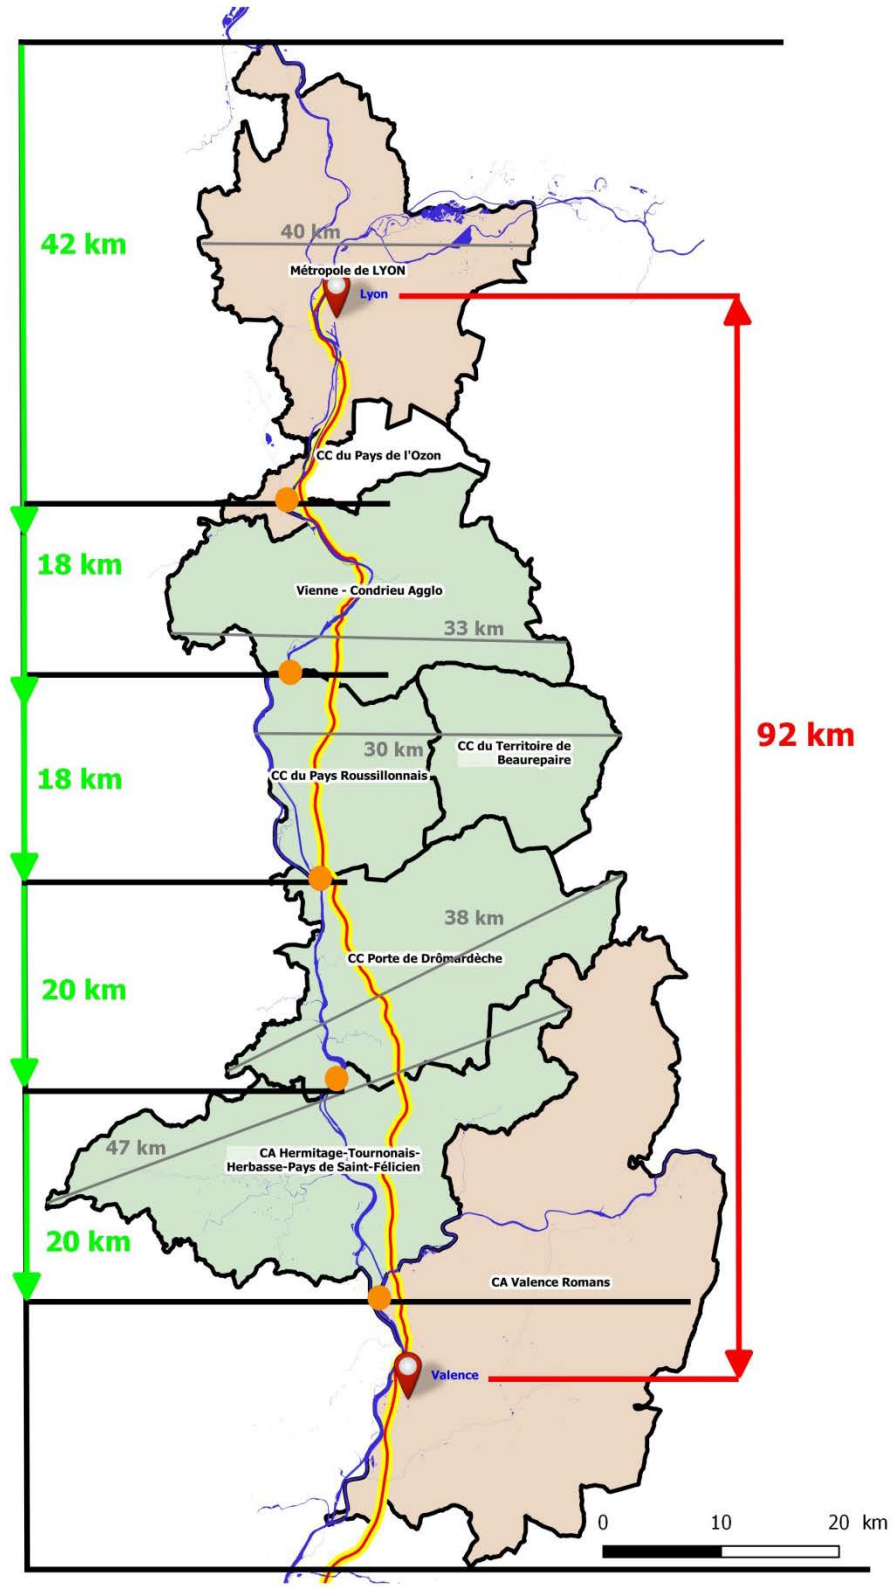 40 km
42 km
Métropole de LYON
Lyon
CC du Pays de l'Ozon
18 km
Vienne - Condrieu Agglo
33 km
92 km
30 km
CC du Territoire de
Beaurepaire
CC du Pays Roussillonnais
18 km
38 km
CC Porte de Drômardèche
20 km
47 km
CA Hermitage-Tournonais-
Herbasse-Pays de Saint-Félicien
20 km
CA Valence Romans
Valence
0 10 20 km